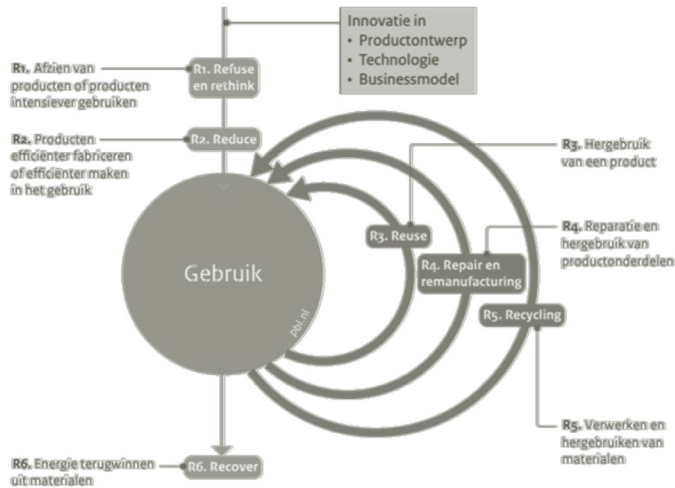 Innovatie in
• Productontwerp
• Technologie
• Businessmodel
R1. Afzien van
producten of producten
intensiever gebruiken
R1. Refuse
en rethink
R2. Producten
efficiënter fabriceren
of efficiënter maken
in het gebruik
R2. Reduce
R3. Hergebruik
van een product
R3. Reuse
R4. Reparatie en
hergebruik van
productonderdelen
R4. Repair en
remanufacturing
Gebruik
pbl.nl
R5. Recycling
R5. Verwerken en
hergebruiken van
materialen
R6. Energie terugwinnen
uit materialen
R6. Recover